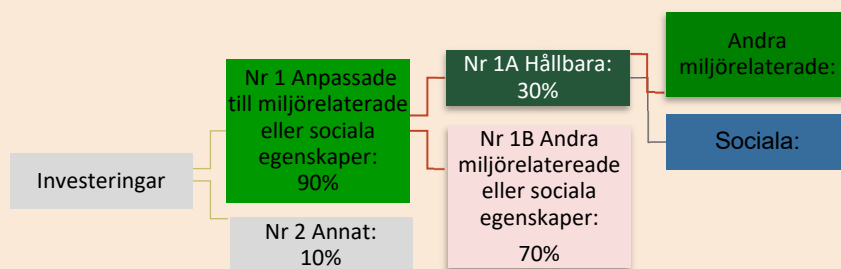 Investeringar
Nr 1 Anpassade
till miljörelaterade
eller sociala
egenskaper:
90%
Nr 2 Annat:
10%
Nr 1A Hållbara:
30%
Nr 1B Andra
miljörelatereade
eller sociala
egenskaper:
70%
Andra
miljörelaterade:
Sociala: